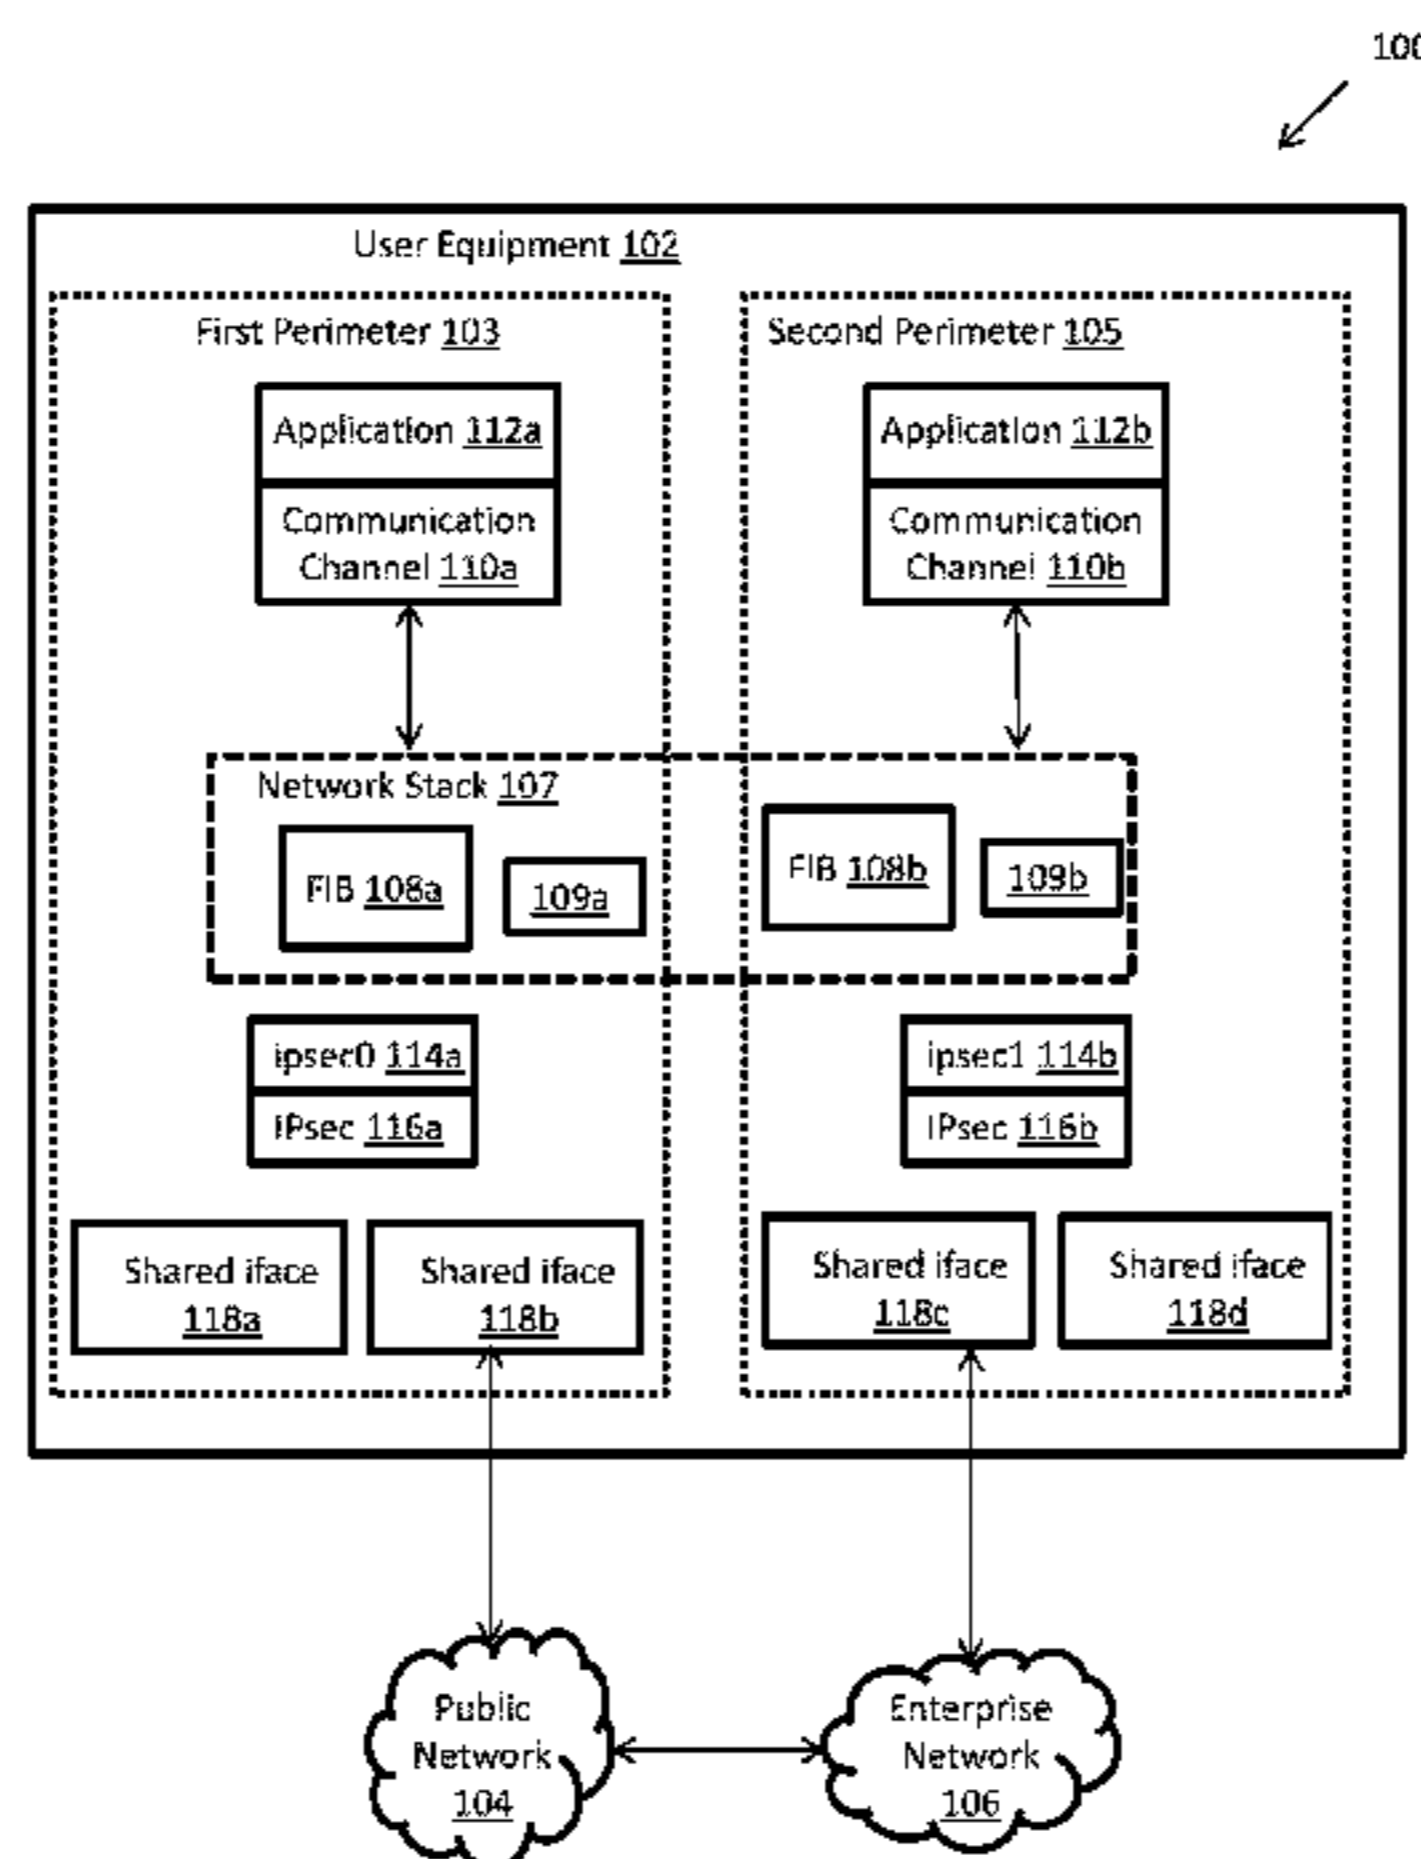 100
User Equipment 102
First Perimeter 103
Application 112a
Communication
Channel 110a
Second Perimeter 105
Application 112b
Communication
Channel 110b
Network Stack 107
FIB 108a
109a
FIB 108b
109b
ipsec0 114a
IPsec 116a
ipsec1 114b
IPsec 116b
Shared iface
118a
Shared iface
118b
Shared iface
118c
Shared iface
118d
Public
Network
104
Enterprise
Network
106